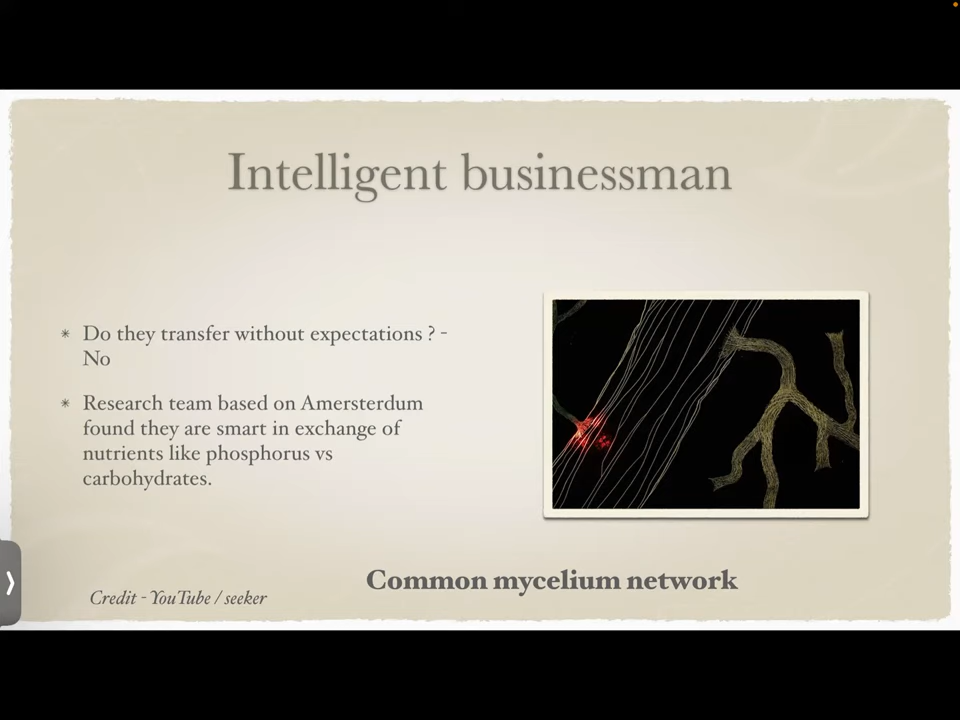 Intelligent businessman
* Do they transfer without expectations ? -
No
* Research team based on Amersterdum
found they are smart in exchange of
nutrients like phosphorus vs
carbohydrates.
Common mycelium network
Credit - YouTube / seeker